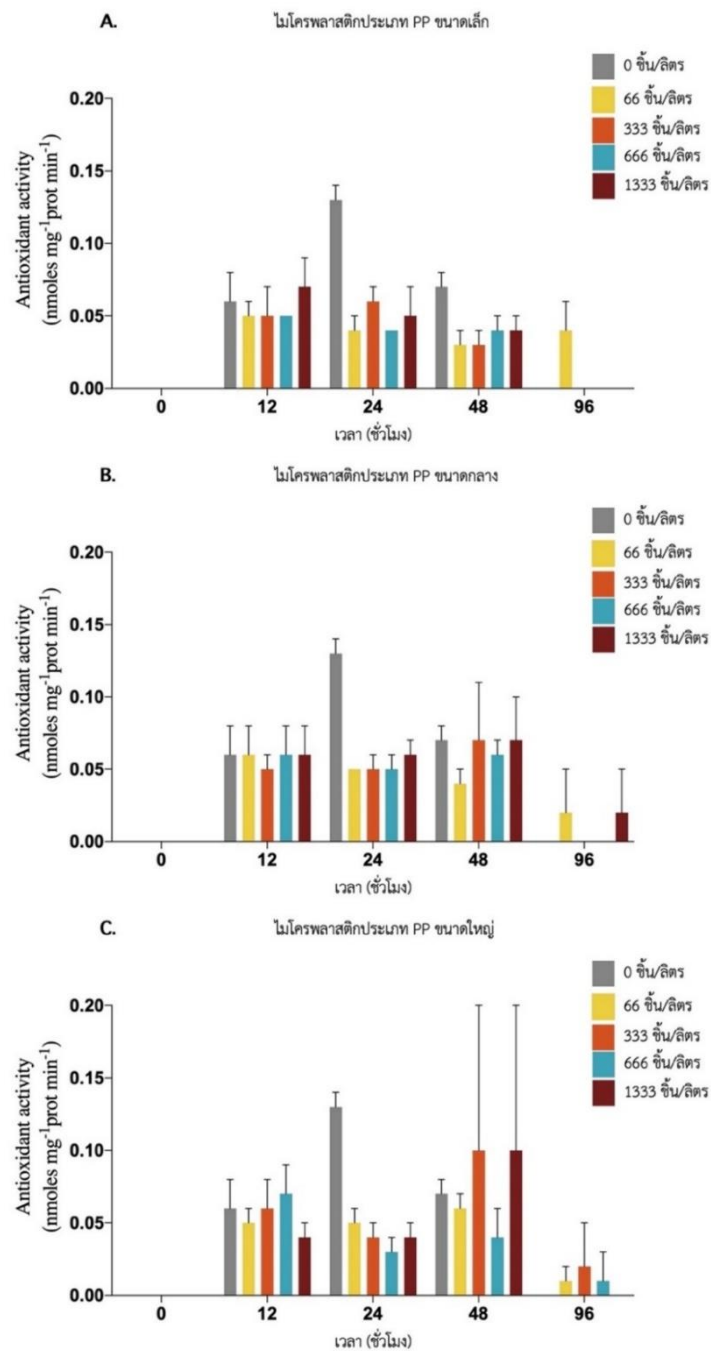 A.
ไมโครพลาสติกประเภท PP ขนาดเล็ก
0 ชิ้น/ลิตร
66 ชิ้น/ลิตร
333 ชิ้น/ลิตร
666 ชิ้น/ลิตร
1333 ชิ้น/ลิตร
Antioxidant activity
(nmoles mg⁻¹prot min⁻¹)
0.20
0.15
0.10
0.05
0.00
0 12 24 48 96
เวลา (ชั่วโมง)
B.
ไมโครพลาสติกประเภท PP ขนาดกลาง
0 ชิ้น/ลิตร
66 ชิ้น/ลิตร
333 ชิ้น/ลิตร
666 ชิ้น/ลิตร
1333 ชิ้น/ลิตร
Antioxidant activity
(nmoles mg⁻¹prot min⁻¹)
0.20
0.15
0.10
0.05
0.00
0 12 24 48 96
เวลา (ชั่วโมง)
C.
ไมโครพลาสติกประเภท PP ขนาดใหญ่
0 ชิ้น/ลิตร
66 ชิ้น/ลิตร
333 ชิ้น/ลิตร
666 ชิ้น/ลิตร
1333 ชิ้น/ลิตร
Antioxidant activity
(nmoles mg⁻¹prot min⁻¹)
0.20
0.15
0.10
0.05
0.00
0 12 24 48 96
เวลา (ชั่วโมง)